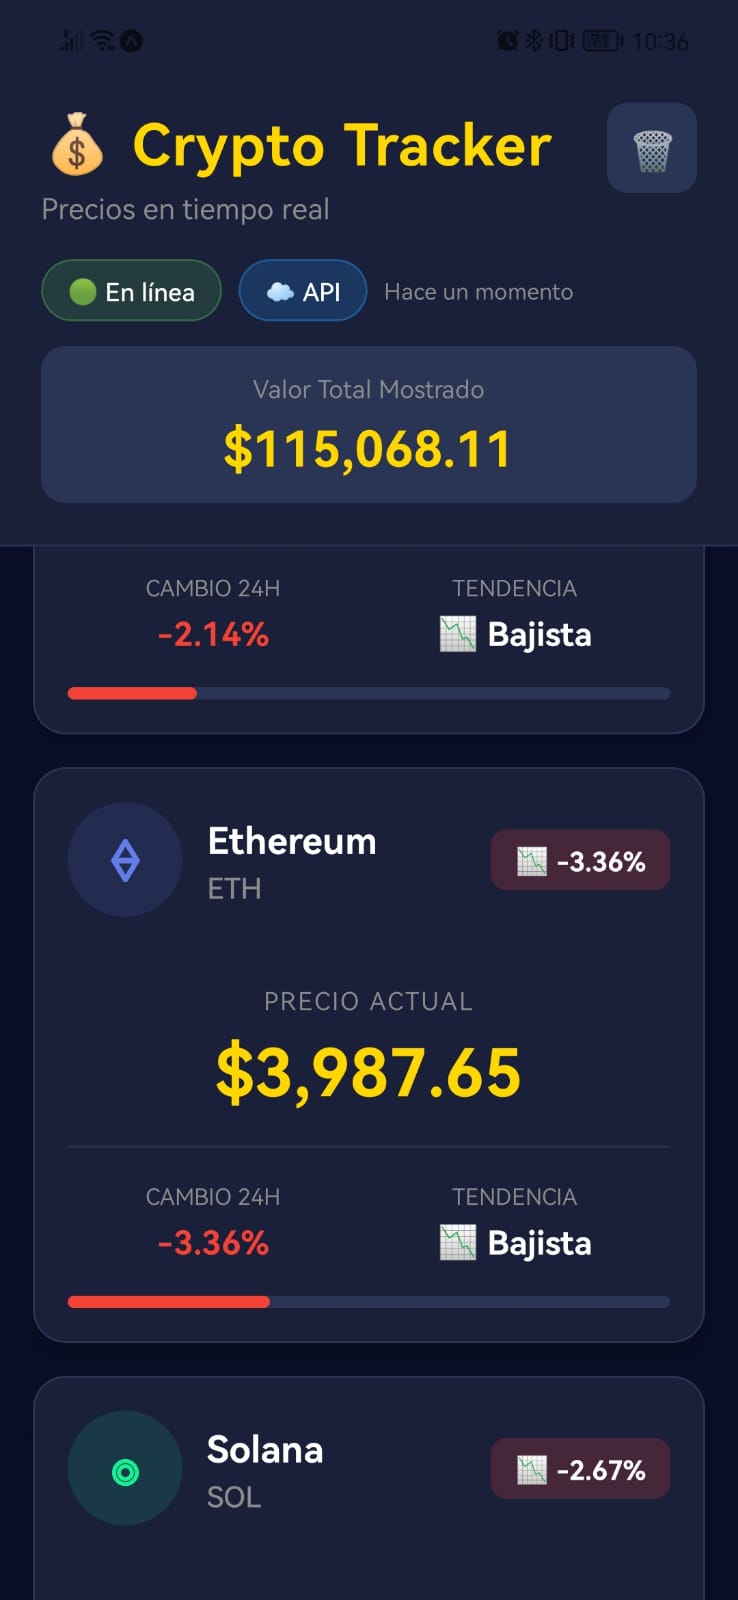 71 10:36
💰 Crypto Tracker
Precios en tiempo real
En línea
API
Hace un momento
Valor Total Mostrado
$115,068.11
CAMBIO 24H
TENDENCIA
-2.14%
Bajista
Ethereum
ETH
-3.36%
PRECIO ACTUAL
$3,987.65
CAMBIO 24H
TENDENCIA
-3.36%
Bajista
Solana
SOL
-2.67%